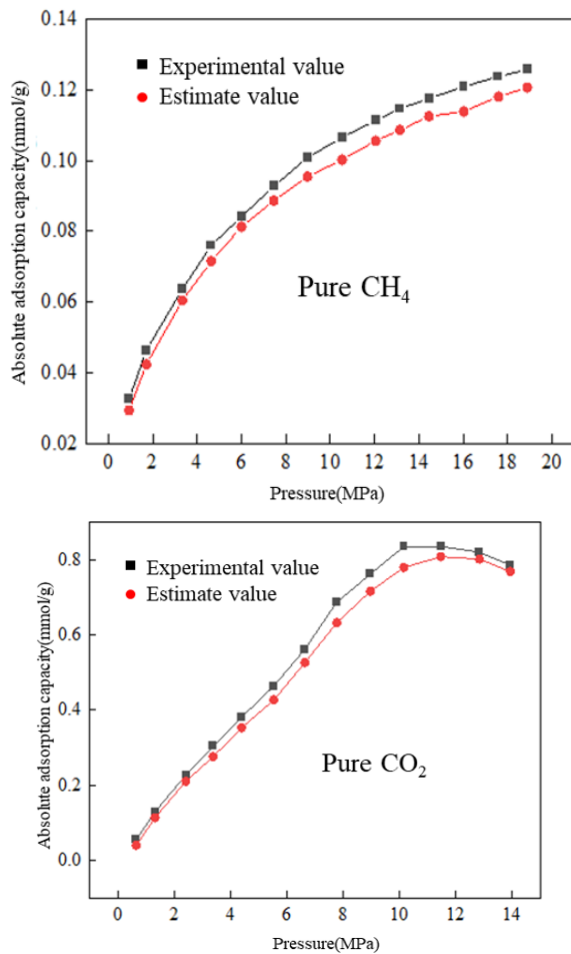 0.14
0.12
0.10
0.08
0.06
0.04
0.02
Absolute adsorption capacity(mmol/g)
Experimental value
Estimate value
Pure CH₄
0 2 4 6 8 10 12 14 16 18 20
Pressure(MPa)
0.8
0.6
0.4
0.2
0.0
Absolute adsorption capacity(mmol/g)
Experimental value
Estimate value
Pure CO₂
0 2 4 6 8 10 12 14
Pressure(MPa)